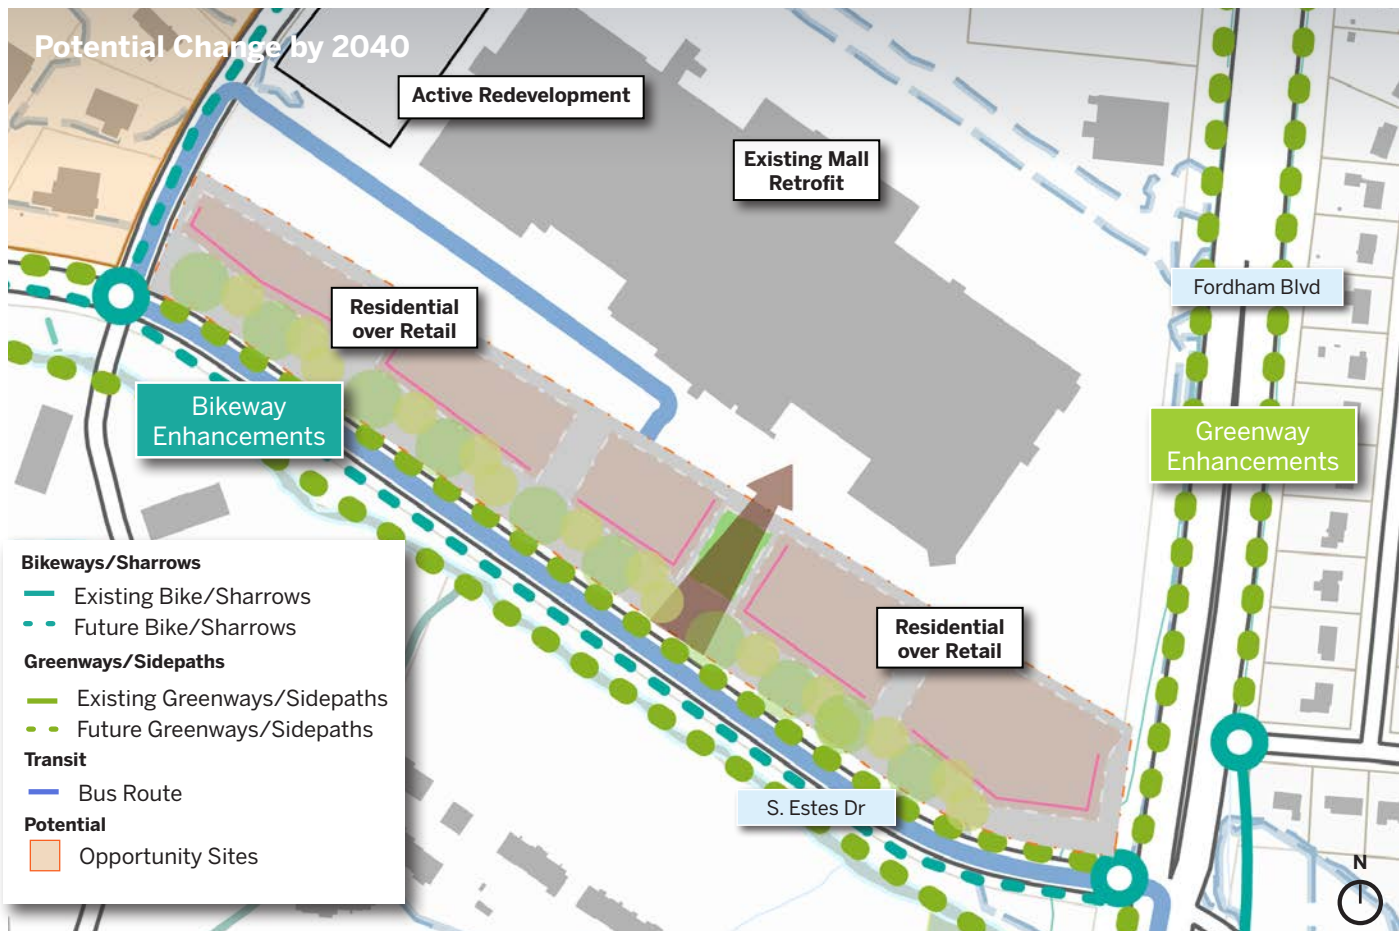 Potential Change by 2040
Active Redevelopment
Existing Mall
Retrofit
Fordham Blvd
Residential
over Retail
Bikeway
Enhancements
Greenway
Enhancements
Residential
over Retail
S. Estes Dr
Bikeways/Sharrows
Existing Bike/Sharrows
Future Bike/Sharrows
Greenways/Sidepaths
Existing Greenways/Sidepaths
Future Greenways/Sidepaths
Transit
Bus Route
Potential
Opportunity Sites
N